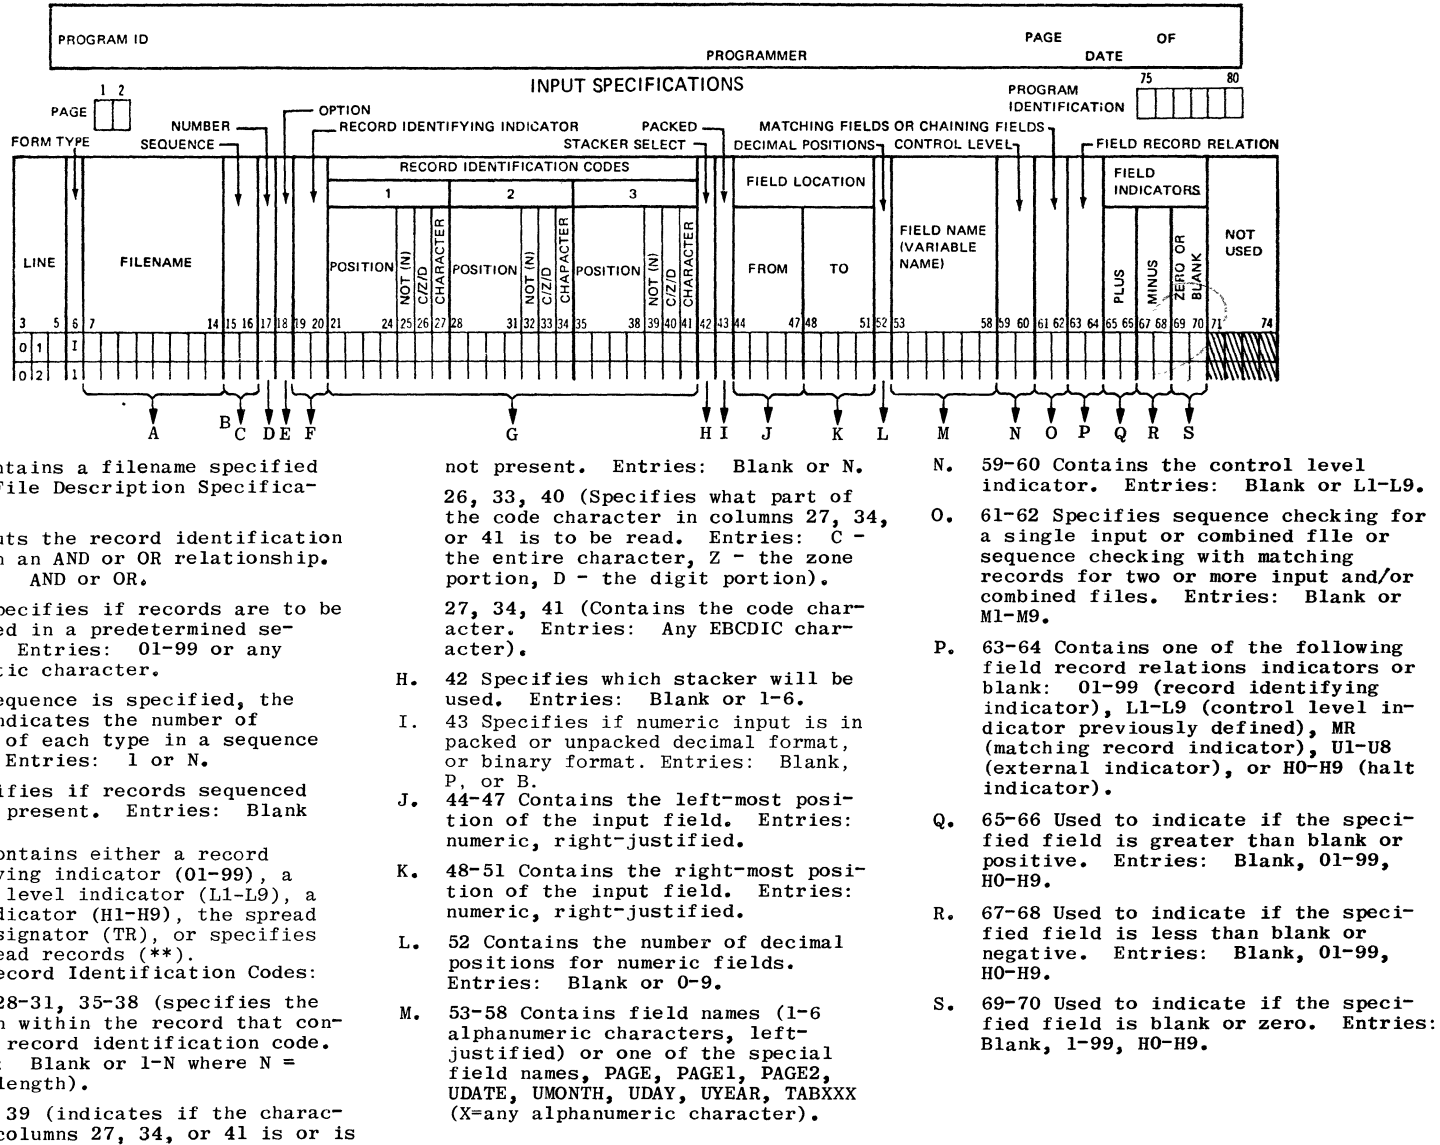 PROGRAM ID
PROGRAMMER
PAGE OF
DATE
INPUT SPECIFICATIONS
1 2
PAGE
75 80
PROGRAM
IDENTIFICATION
OPTION
NUMBER
RECORD IDENTIFYING INDICATOR
PACKED
MATCHING FIELDS OR CHAINING FIELDS
FORM TYPE
SEQUENCE
STACKER SELECT
DECIMAL POSITIONS
CONTROL LEVEL
FIELD RECORD RELATION
RECORD IDENTIFICATION CODES
1 2 3
FIELD LOCATION
FIELD
INDICATORS
LINE
FILENAME
POSITION
NOT (N)
C/Z/D
CHARACTER
POSITION
NOT (N)
C/Z/D
CHARACTER
POSITION
NOT (N)
C/Z/D
CHARACTER
FROM
TO
FIELD NAME
(VARIABLE
NAME)
PLUS
MINUS
ZERO OR
BLANK
NOT
USED
3 5 6 7 14 15 16 17 18 19 20 21 24 25 26 27 28 31 32 33 34 35 38 39 40 41 42 43 44 47 48 51 52 53 58 59 60 61 62 63 64 65 66 67 68 69 70 71 74
0 1 I
0 2 1
A B C D E F G H I J K L M N O P Q R S
ntains a filename specified
File Description Specifica-
uts the record identification
n an AND or OR relationship.
AND or OR.
pecifies if records are to be
ed in a predetermined se-
Entries: 01-99 or any
tic character.
equence is specified, the
ndicates the number of
of each type in a sequence
Entries: 1 or N.
ifies if records sequenced
present. Entries: Blank
ontains either a record
ying indicator (01-99), a
level indicator (L1-L9), a
dicator (H1-H9), the spread
signator (TR), or specifies
ead records (**).
ecord Identification Codes:
28-31, 35-38 (specifies the
n within the record that con-
record identification code.
: Blank or 1-N where N =
length).
39 (indicates if the charac-
columns 27, 34, or 41 is or is
not present. Entries: Blank or N.
26, 33, 40 (Specifies what part of
the code character in columns 27, 34,
or 41 is to be read. Entries: C -
the entire character, Z - the zone
portion, D - the digit portion).
27, 34, 41 (Contains the code char-
acter. Entries: Any EBCDIC char-
acter).
H. 42 Specifies which stacker will be
used. Entries: Blank or 1-6.
I. 43 Specifies if numeric input is in
packed or unpacked decimal format,
or binary format. Entries: Blank,
P, or B.
J. 44-47 Contains the left-most posi-
tion of the input field. Entries:
numeric, right-justified.
K. 48-51 Contains the right-most posi-
tion of the input field. Entries:
numeric, right-justified.
L. 52 Contains the number of decimal
positions for numeric fields.
Entries: Blank or 0-9.
M. 53-58 Contains field names (1-6
alphanumeric characters, left-
justified) or one of the special
field names, PAGE, PAGE1, PAGE2,
UDATE, UMONTH, UDAY, UYEAR, TABXXX
(X=any alphanumeric character).
N. 59-60 Contains the control level
indicator. Entries: Blank or L1-L9.
O. 61-62 Specifies sequence checking for
a single input or combined file or
sequence checking with matching
records for two or more input and/or
combined files. Entries: Blank or
M1-M9.
P. 63-64 Contains one of the following
field record relations indicators or
blank: 01-99 (record identifying
indicator), L1-L9 (control level in-
dicator previously defined), MR
(matching record indicator), U1-U8
(external indicator), or H0-H9 (halt
indicator).
Q. 65-66 Used to indicate if the speci-
fied field is greater than blank or
positive. Entries: Blank, 01-99,
H0-H9.
R. 67-68 Used to indicate if the speci-
fied field is less than blank or
negative. Entries: Blank, 01-99,
H0-H9.
S. 69-70 Used to indicate if the speci-
fied field is blank or zero. Entries:
Blank, 1-99, H0-H9.